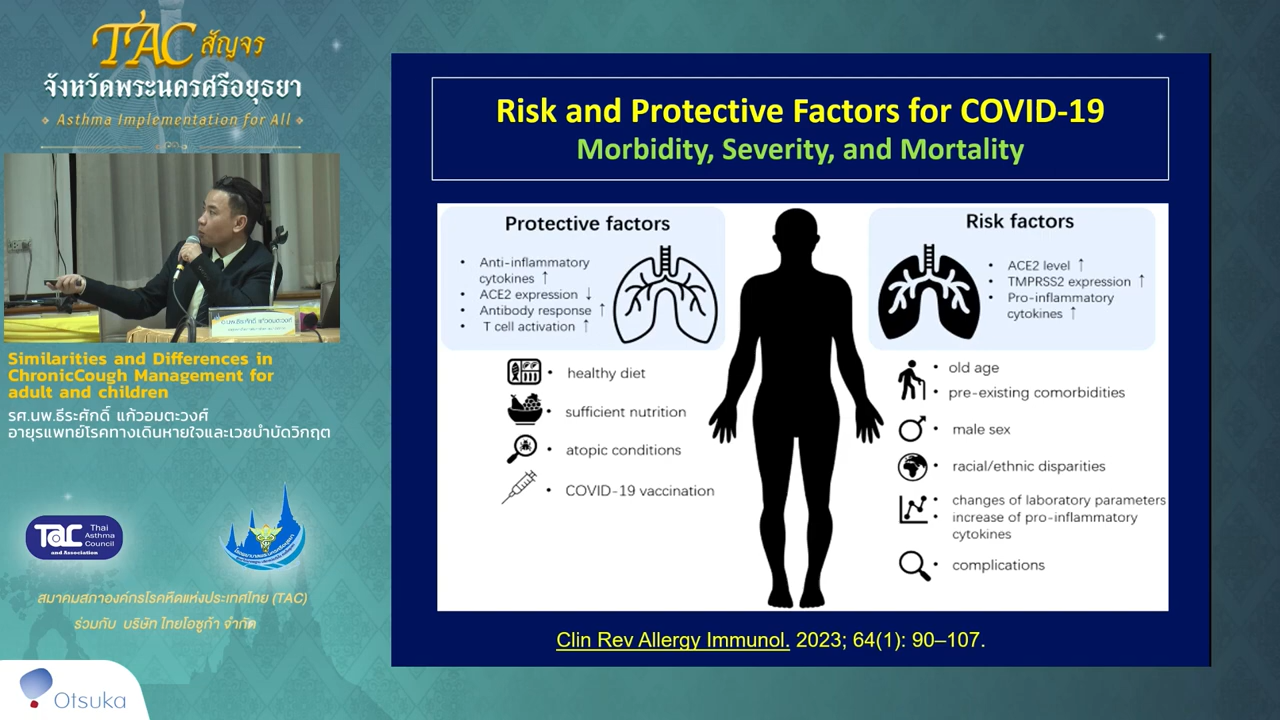 TAC สัญจร
จังหวัดพระนครศรีอยุธยา
Asthma Implementation for All
Similarities and Differences in
ChronicCough Management for
adult and children
รศ.นพ.ธีระศักดิ์ แก้วอมตะวงศ์
อายุรแพทย์โรคทางเดินหายใจและเวชบำบัดวิกฤต
TAC
Thai
Asthma
Council
and Association
สมาคมสภาองค์กรโรคหืดแห่งประเทศไทย (TAC)
ร่วมกับ บริษัท ไทยโอซูก้า จำกัด
Otsuka
Risk and Protective Factors for COVID-19
Morbidity, Severity, and Mortality
Protective factors
• Anti-inflammatory
cytokines ↑
• ACE2 expression ↓
• Antibody response ↑
• T cell activation ↑
• healthy diet
• sufficient nutrition
• atopic conditions
• COVID-19 vaccination
Risk factors
• ACE2 level ↑
• TMPRSS2 expression ↑
• Pro-inflammatory
cytokines ↑
• old age
• pre-existing comorbidities
• male sex
• racial/ethnic disparities
• changes of laboratory parameters
• increase of pro-inflammatory
cytokines
• complications
Clin Rev Allergy Immunol. 2023; 64(1): 90–107.